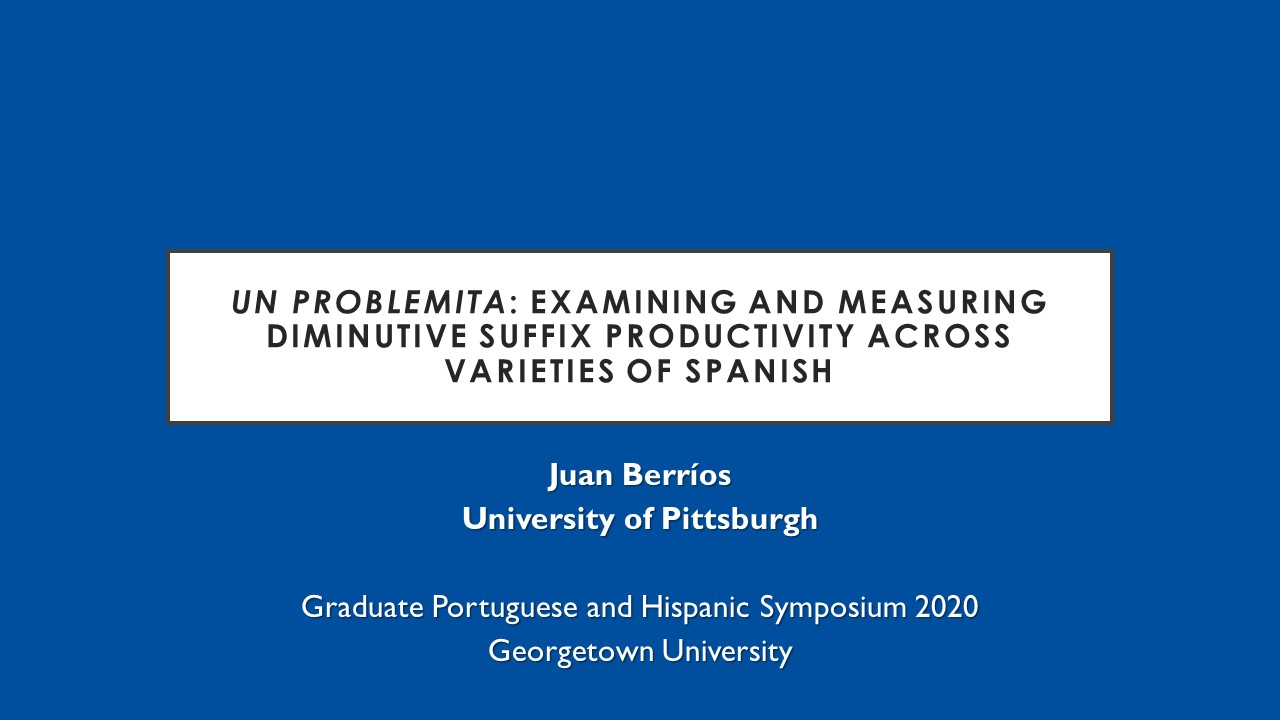 UN PROBLEMITA: EXAMINING AND MEASURING
DIMINUTIVE SUFFIX PRODUCTIVITY ACROSS
VARIETIES OF SPANISH
Juan Berríos
University of Pittsburgh
Graduate Portuguese and Hispanic Symposium 2020
Georgetown University